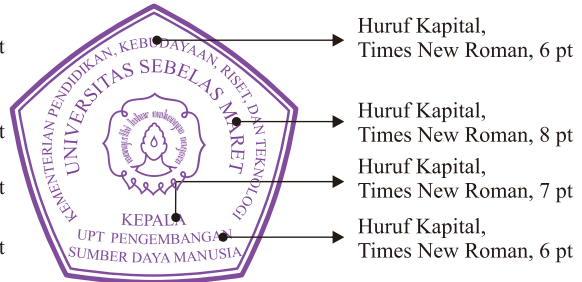 KEMENTERIAN PENDIDIKAN, KEBUDAYAAN, RISET, DAN TEKNOLOGI
UNIVERSITAS SEBELAS MARET
KEPALA
UPT PENGEMBANGAN
SUMBER DAYA MANUSIA
Huruf Kapital,
Times New Roman, 6 pt
Huruf Kapital,
Times New Roman, 8 pt
Huruf Kapital,
Times New Roman, 7 pt
Huruf Kapital,
Times New Roman, 6 pt
t
t
t
t